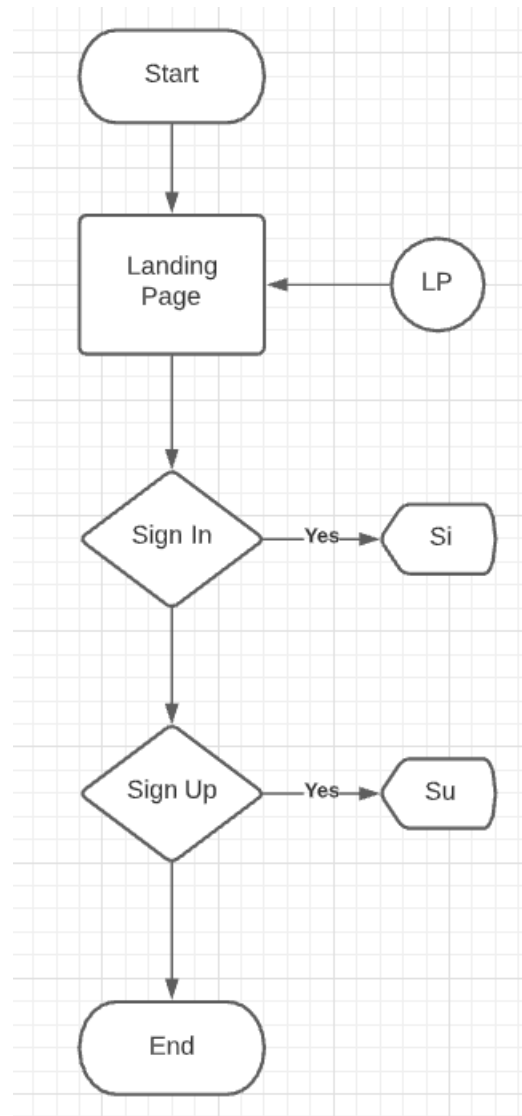 Start
Landing
Page
LP
Sign In
Yes
Si
Sign Up
Yes
Su
End